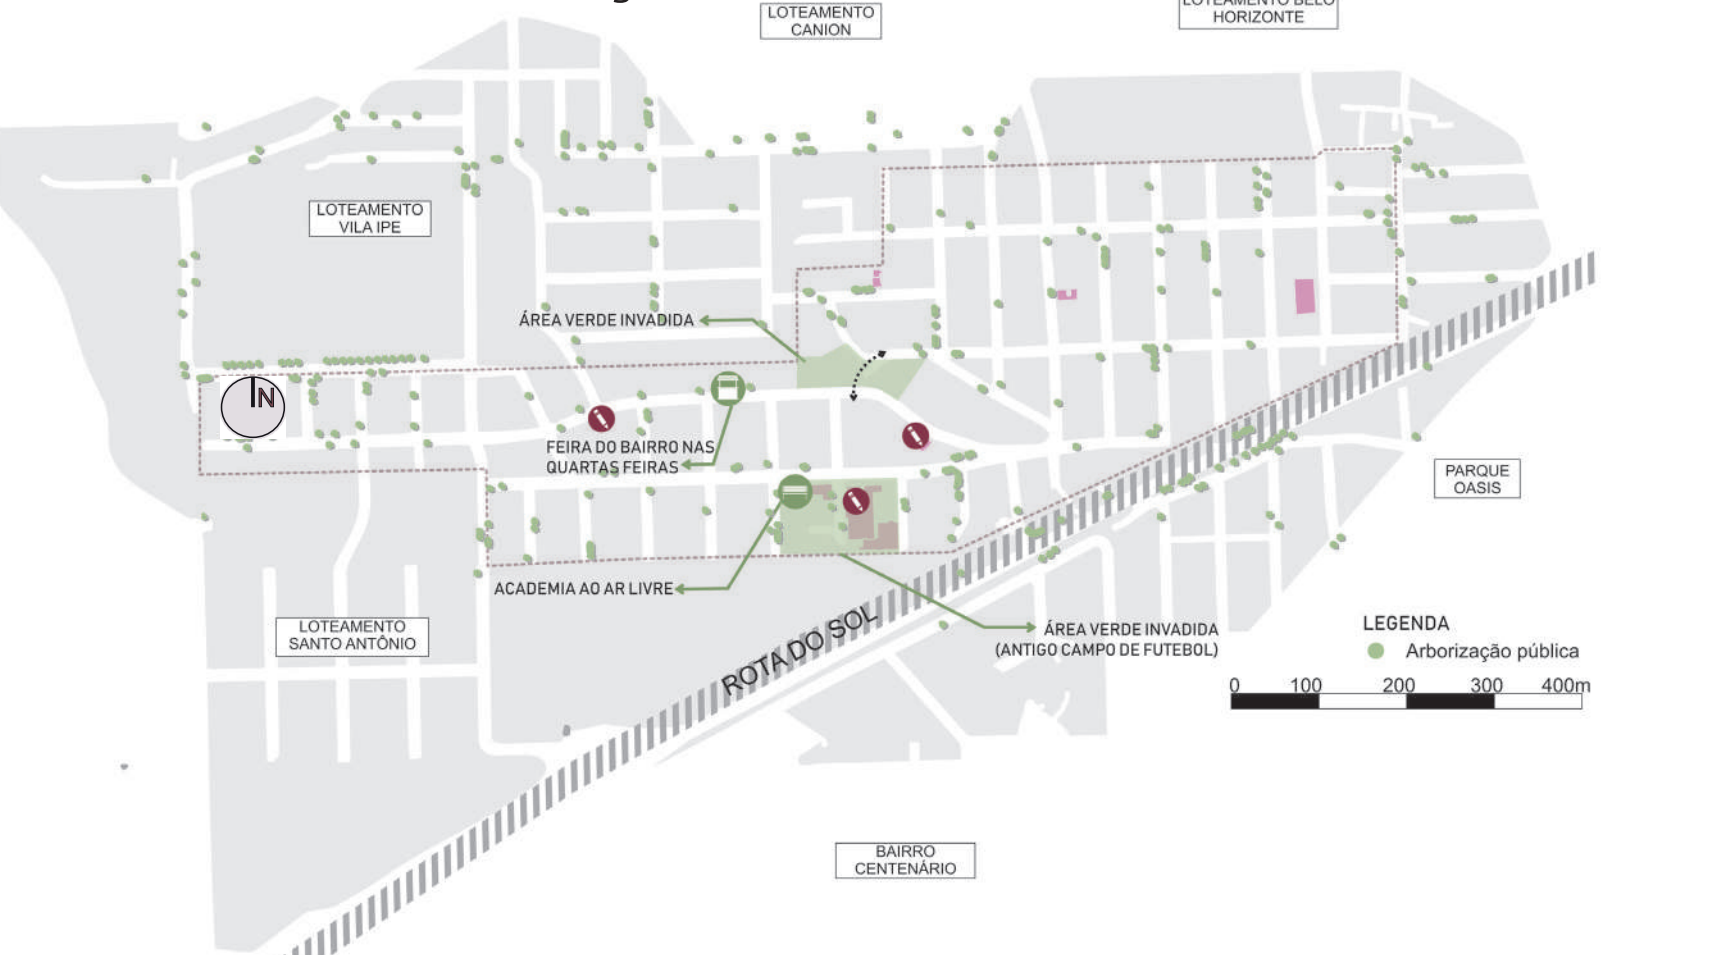 LOTEAMENTO
CANION
LOTEAMENTO BELO
HORIZONTE
LOTEAMENTO
VILA IPE
ÁREA VERDE INVADIDA
N
FEIRA DO BAIRRO NAS
QUARTAS FEIRAS
PARQUE
OASIS
ACADEMIA AO AR LIVRE
ROTA DO SOL
LOTEAMENTO
SANTO ANTÔNIO
ÁREA VERDE INVADIDA
(ANTIGO CAMPO DE FUTEBOL)
LEGENDA
Arborização pública
0 100 200 300 400m
BAIRRO
CENTENÁRIO